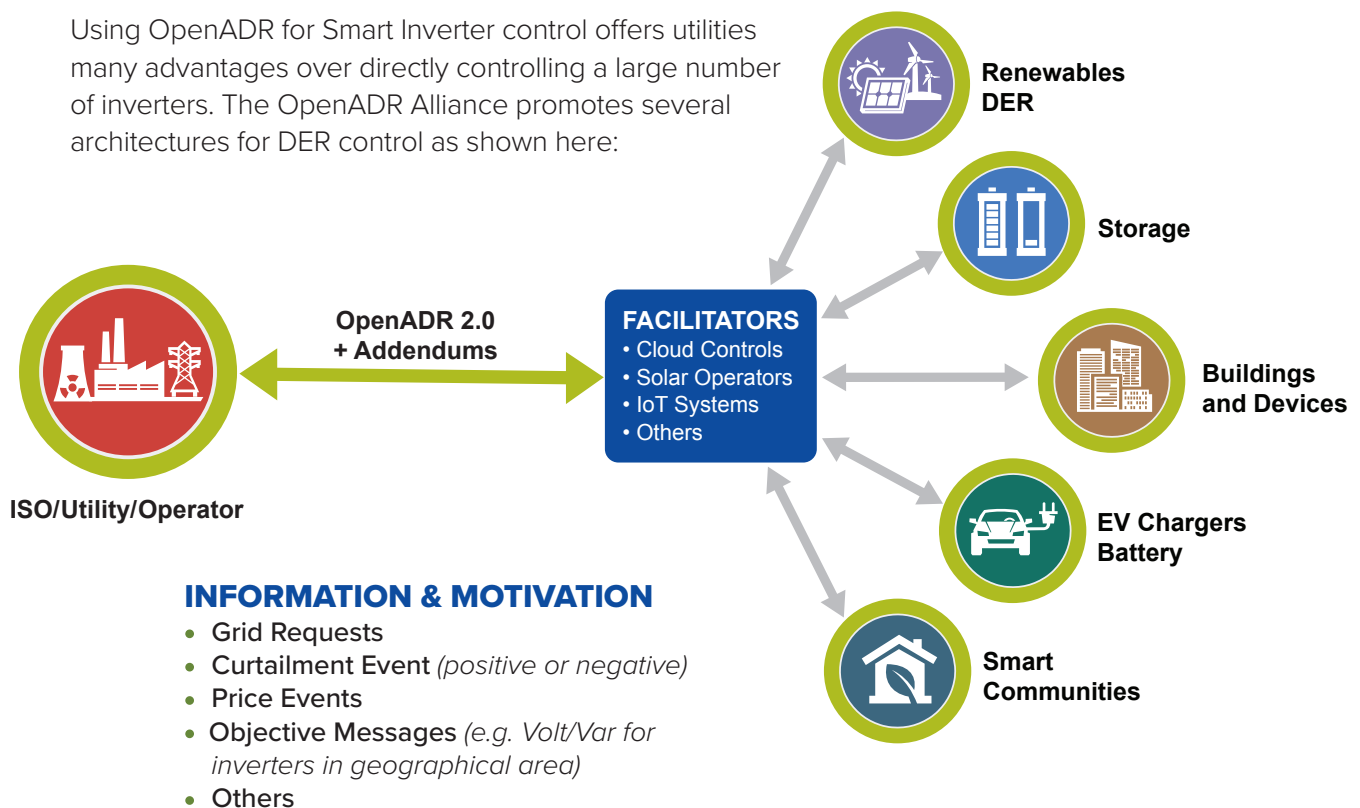 Using OpenADR for Smart Inverter control offers utilities
many advantages over directly controlling a large number
of inverters. The OpenADR Alliance promotes several
architectures for DER control as shown here:
Renewables
DER
Storage
OpenADR 2.0
+ Addendums
FACILITATORS
• Cloud Controls
• Solar Operators
• IoT Systems
• Others
Buildings
and Devices
ISO/Utility/Operator
EV Chargers
Battery
INFORMATION & MOTIVATION
• Grid Requests
• Curtailment Event (positive or negative)
• Price Events
• Objective Messages (e.g. Volt/Var for
inverters in geographical area)
• Others
Smart
Communities